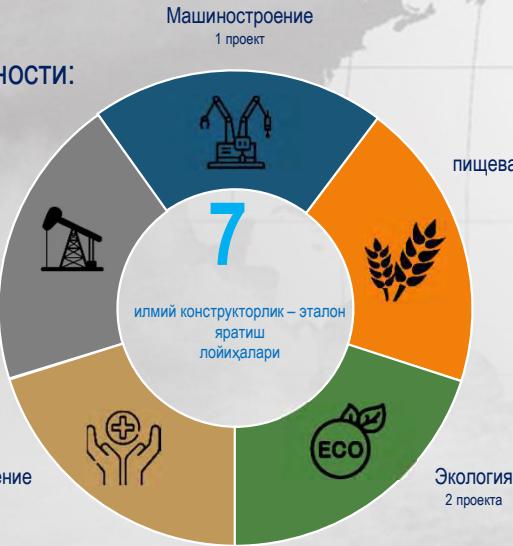 Машиностроение
1 проект
ности:
пищева
7
илмий конструкторлик – эталон
яратиш
лойиҳалари
ECO
ение
Экология
2 проекта